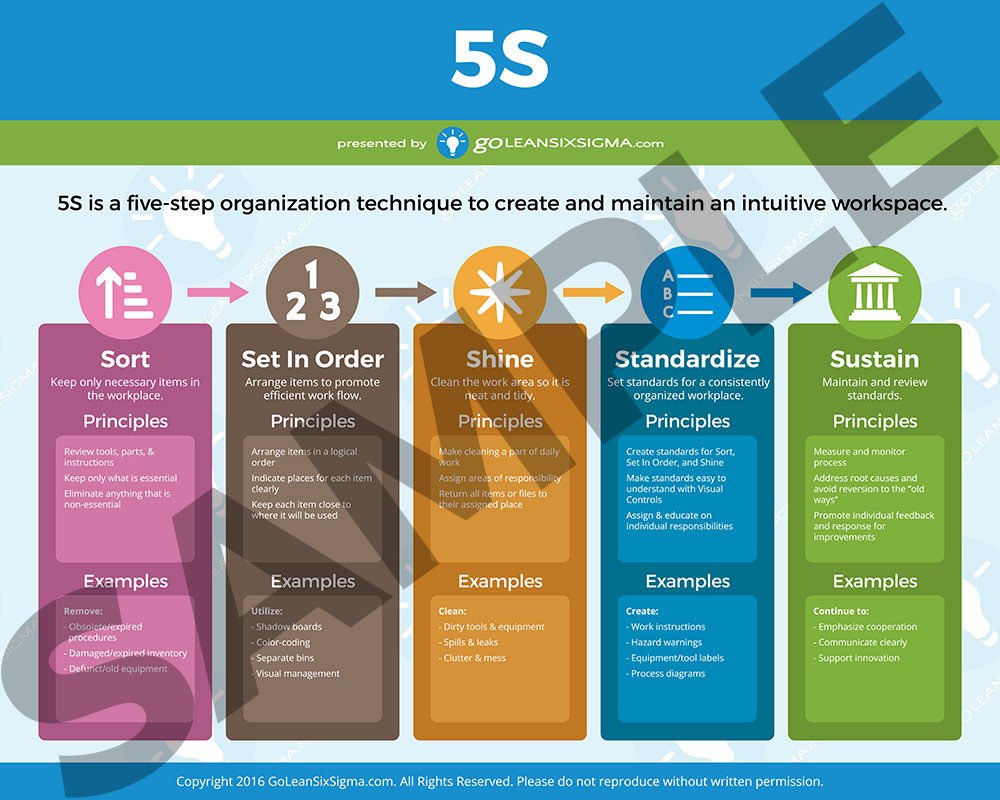 5S
presented by goLEANSIXSIGMA.com
5S is a five-step organization technique to create and maintain an intuitive workspace.
1
2 3
A
B
C
Sort
Keep only necessary items in
the workplace.
Principles
Review tools, parts, &
instructions
Keep only what is essential
Eliminate anything that is
non-essential
Examples
Remove:
- Obsolete/expired
procedures
- Damaged/expired inventory
- Defunct/old equipment
Set In Order
Arrange items to promote
efficient work flow.
Principles
Arrange items in a logical
order
Indicate places for each item
clearly
Keep each item close to
where it will be used
Examples
Utilize:
- Shadow boards
- Color-coding
- Separate bins
- Visual management
Shine
Clean the work area so it is
neat and tidy.
Principles
Make cleaning a part of daily
work
Assign areas of responsibility
Return all items or files to
their assigned place
Examples
Clean:
- Dirty tools & equipment
- Spills & leaks
- Clutter & mess
Standardize
Set standards for a consistently
organized workplace.
Principles
Create standards for Sort,
Set In Order, and Shine
Make standards easy to
understand with Visual
Controls
Assign & educate on
individual responsibilities
Examples
Create:
- Work instructions
- Hazard warnings
- Equipment/tool labels
- Process diagrams
Sustain
Maintain and review
standards.
Principles
Measure and monitor
process
Address root causes and
avoid reversion to the "old
ways"
Promote individual feedback
and response for
improvements
Examples
Continue to:
- Emphasize cooperation
- Communicate clearly
- Support innovation
SAMPLE
Copyright 2016 GoLeanSixSigma.com. All Rights Reserved. Please do not reproduce without written permission.